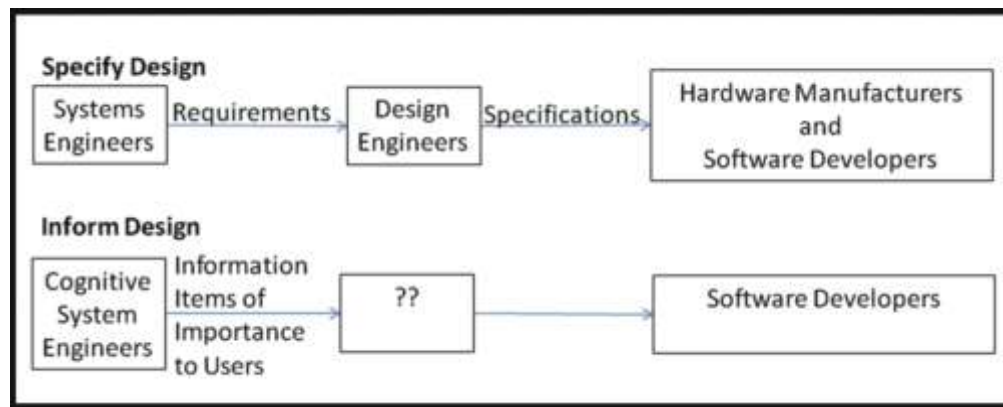 Specify Design
Systems
Engineers
Requirements
Design
Engineers
Specifications
Hardware Manufacturers
and
Software Developers
Inform Design
Cognitive
System
Engineers
Information
Items of
Importance
to Users
??
Software Developers